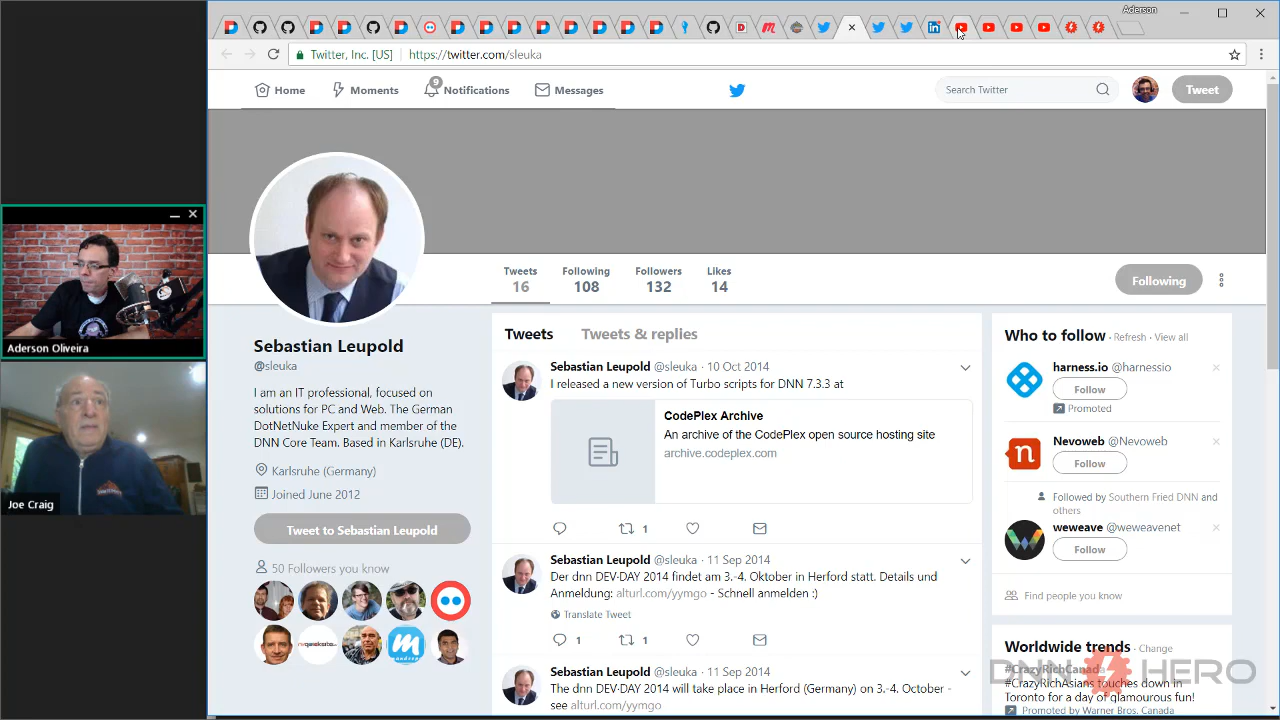 Aderson
Twitter, Inc. [US]
https://twitter.com/sleuka
Home
Moments
9
Notifications
Messages
Search Twitter
Tweet
Tweets
16
Following
108
Followers
132
Likes
14
Following
Aderson Oliveira
Joe Craig
Sebastian Leupold
@sleuka
I am an IT professional, focused on
solutions for PC and Web. The German
DotNetNuke Expert and member of the
DNN Core Team. Based in Karlsruhe (DE).
Karlsruhe (Germany)
Joined June 2012
Tweet to Sebastian Leupold
50 Followers you know
Tweets
Tweets & replies
Sebastian Leupold @sleuka · 10 Oct 2014
I released a new version of Turbo scripts for DNN 7.3.3 at
CodePlex Archive
An archive of the CodePlex open source hosting site
archive.codeplex.com
1
Sebastian Leupold @sleuka · 11 Sep 2014
Der dnn DEV-DAY 2014 findet am 3.-4. Oktober in Herford statt. Details und
Anmeldung: alturl.com/yymgo - Schnell anmelden :)
Translate Tweet
1
1
Sebastian Leupold @sleuka · 11 Sep 2014
The dnn DEV-DAY 2014 will take place in Herford (Germany) on 3.-4. October -
see alturl.com/yymgo
Who to follow · Refresh · View all
harness.io @harnessio
Follow
Promoted
Nevoweb @Nevoweb
Follow
Followed by Southern Fried DNN and
others
weweave @weweavenet
Follow
Find people you know
Worldwide trends · Change
#CrazyRichCanada
#CrazyRichAsians touches down in
Toronto for a day of glamourous fun!
Promoted by Warner Bros. Canada
DNN HERO